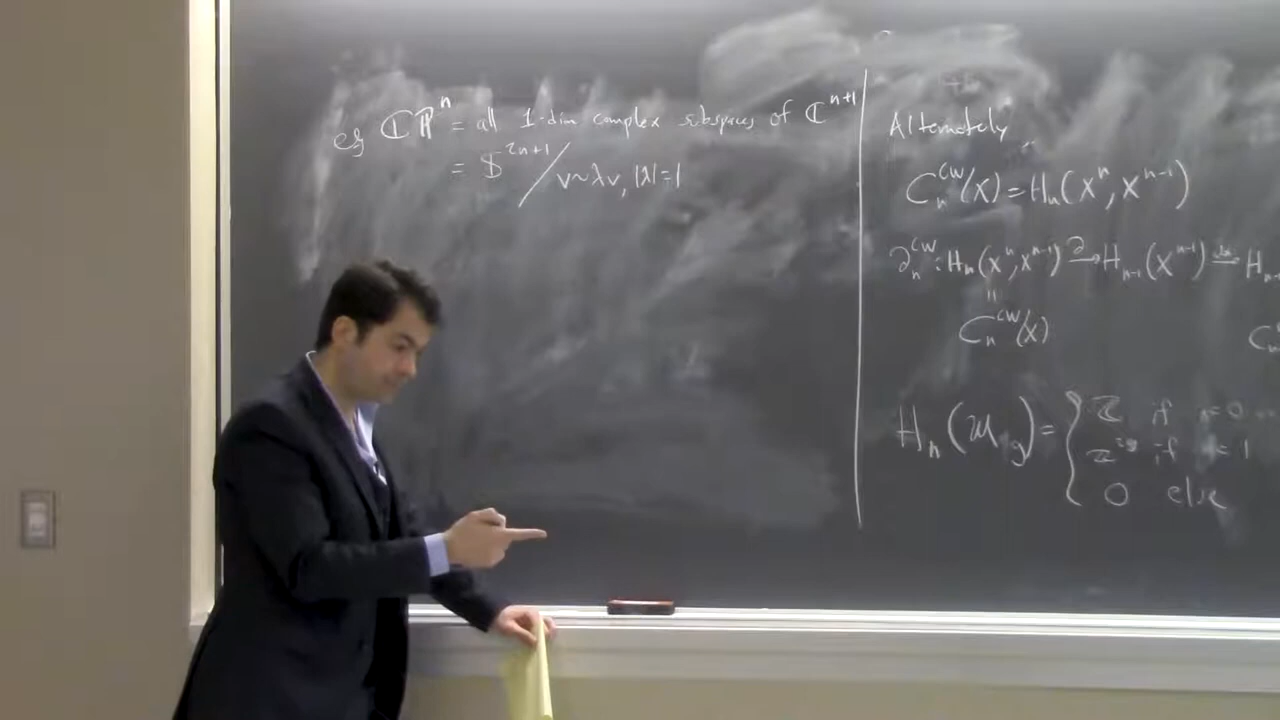 eg ℂℙⁿ = all 1-dim complex subspaces of ℂⁿ⁺¹
= S²ⁿ⁺¹ / v~λv, |λ|=1
Alternately
Cₙᶜᵂ(X) = Hₙ(Xⁿ, Xⁿ⁻¹)
∂ₙᶜᵂ : Hₙ(Xⁿ, Xⁿ⁻¹) →∂ Hₙ₋₁(Xⁿ⁻¹) → Hₙ₋
॥
Cₙᶜᵂ(X) C
Hₙ(M_g) = { ℤ if n=0
ℤ²ᵍ if =1
0 else